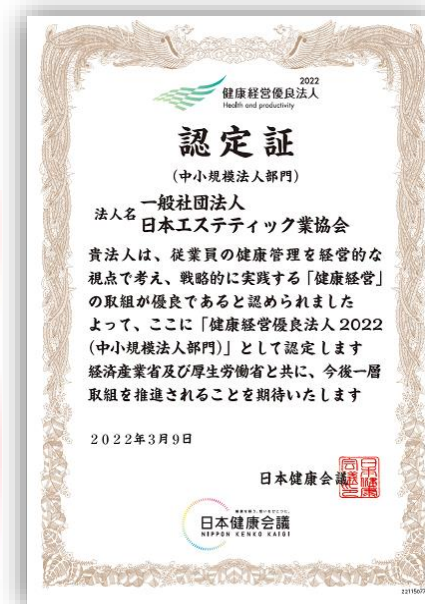 2022
健康経営優良法人
Health and productivity
認定証
(中小規模法人部門)
法人名 一般社団法人
日本エステティック業協会
貴法人は、従業員の健康管理を経営的な
視点で考え、戦略的に実践する「健康経営」
の取組が優良であると認められました
よって、ここに「健康経営優良法人2022
(中小規模法人部門)」として認定します
経済産業省及び厚生労働省と共に、今後一層
取組を推進されることを期待いたします
2022年3月9日
日本健康会議
日本健康会議
NIPPON KENKO KAIGI